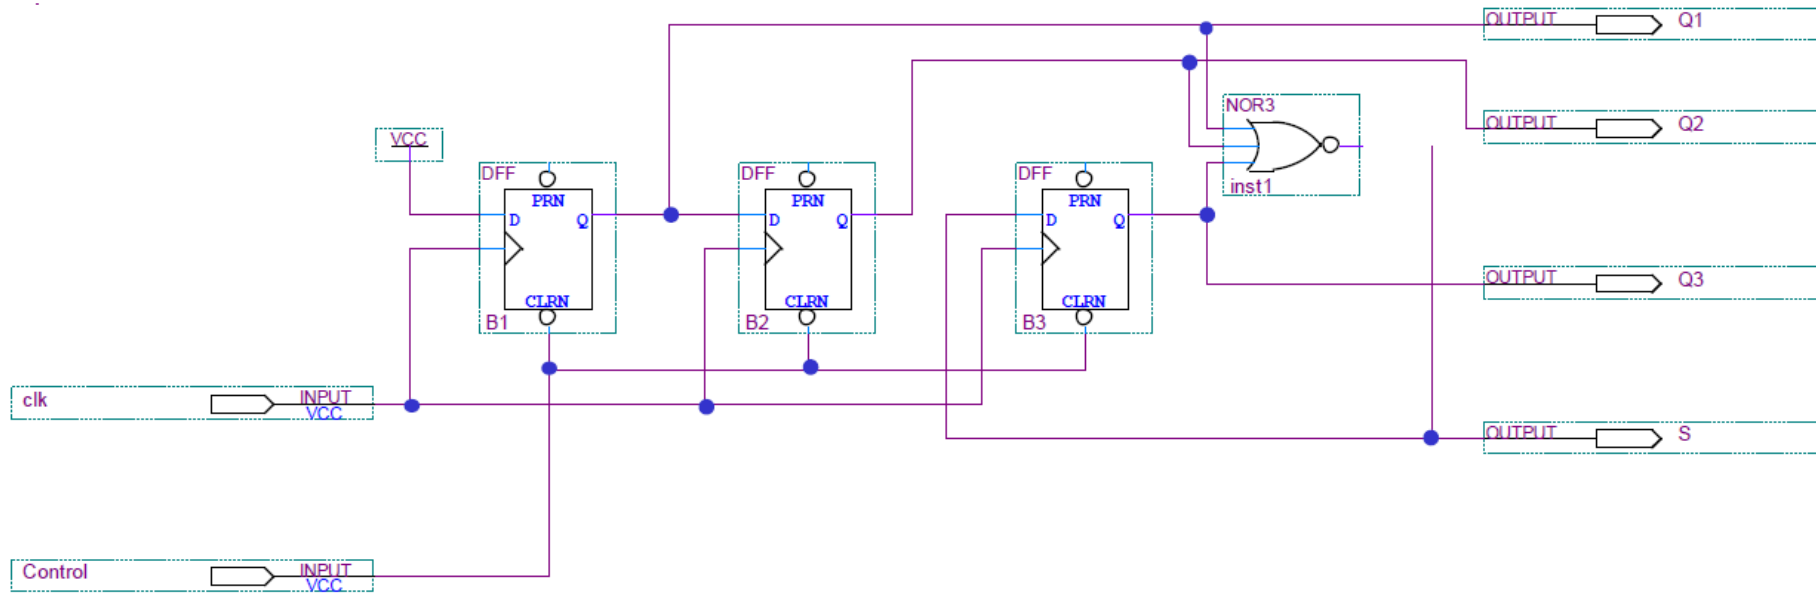 OUTPUT Q1
OUTPUT Q2
NOR3
inst1
VCC
DFF
PRN
D
Q
CLRN
B1
DFF
PRN
D
Q
CLRN
B2
DFF
PRN
D
Q
CLRN
B3
OUTPUT Q3
clk INPUT
VCC
OUTPUT S
Control INPUT
VCC